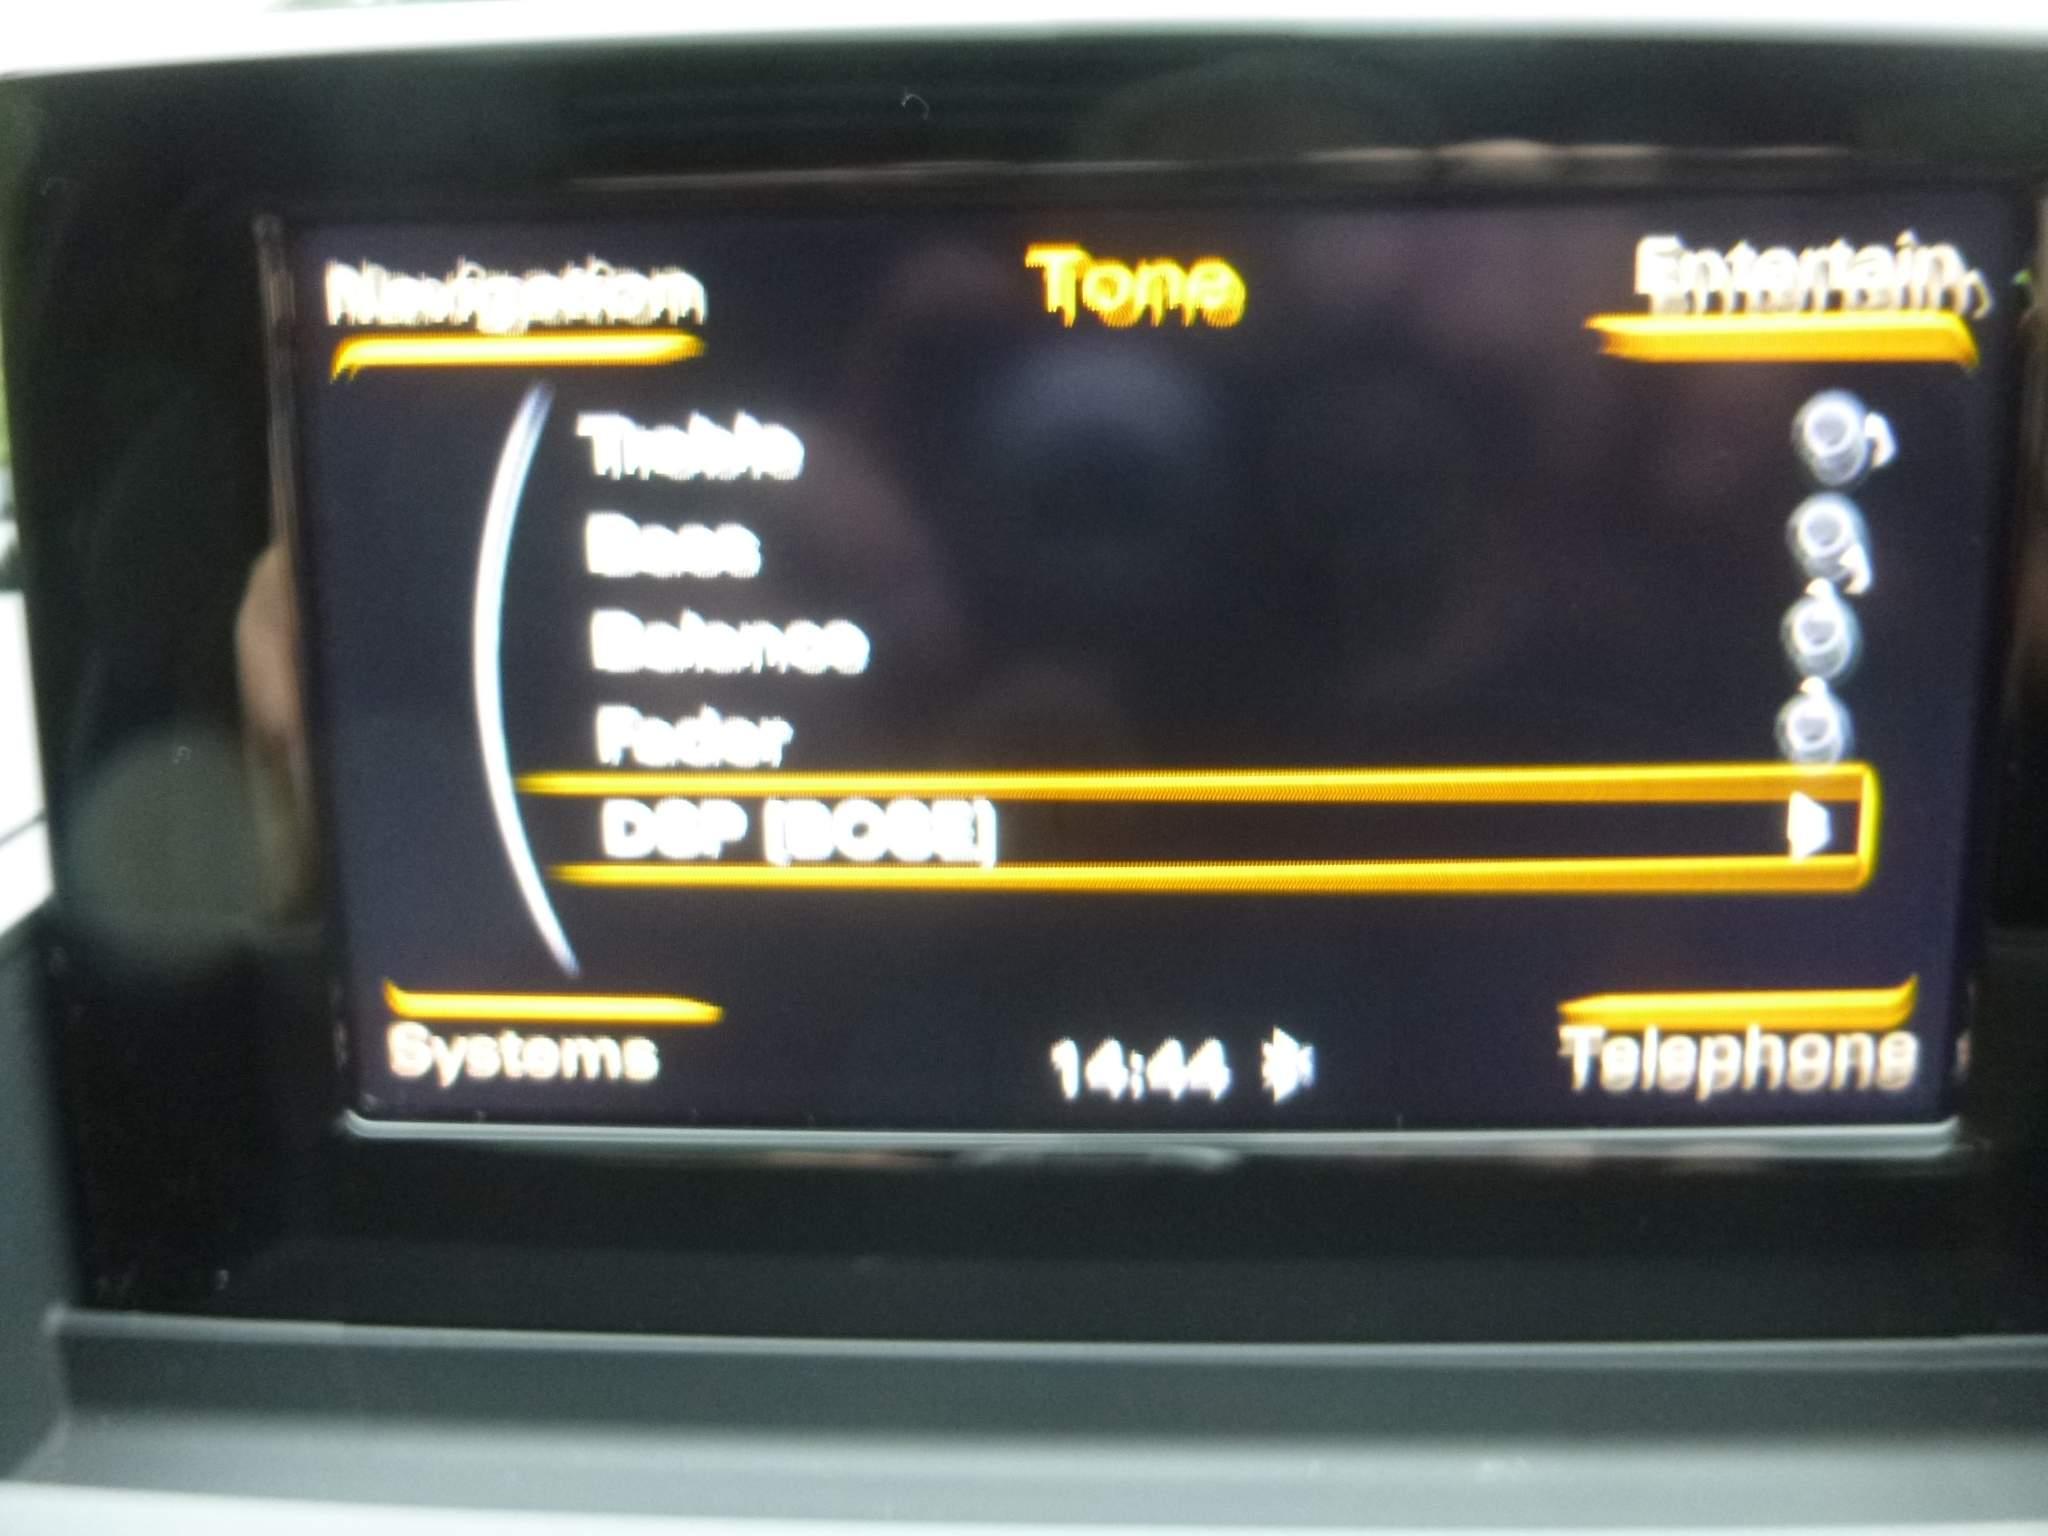 Navigation Tone Entertain.
Treble
Bass
Balance
Fader
DSP (BOSE)
Systems 14:44 Telephone